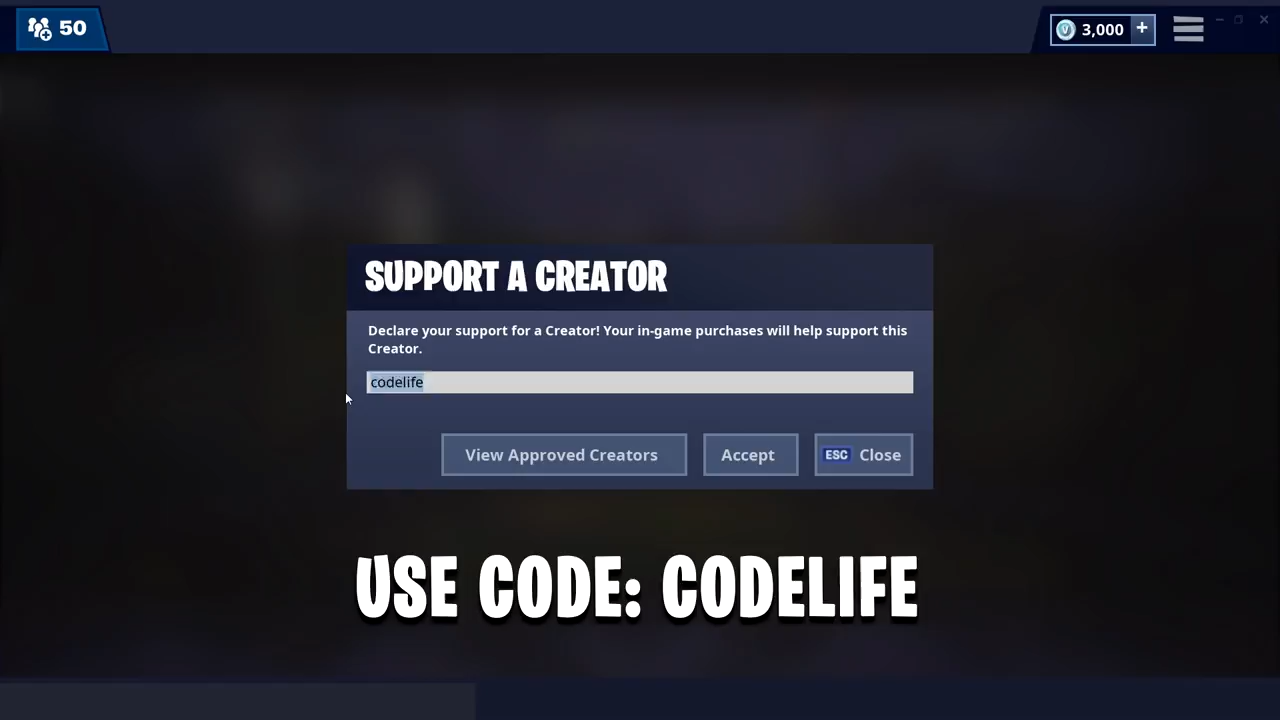 50
3,000 +
SUPPORT A CREATOR
Declare your support for a Creator! Your in-game purchases will help support this
Creator.
codelife
View Approved Creators Accept ESC Close
USE CODE: CODELIFE